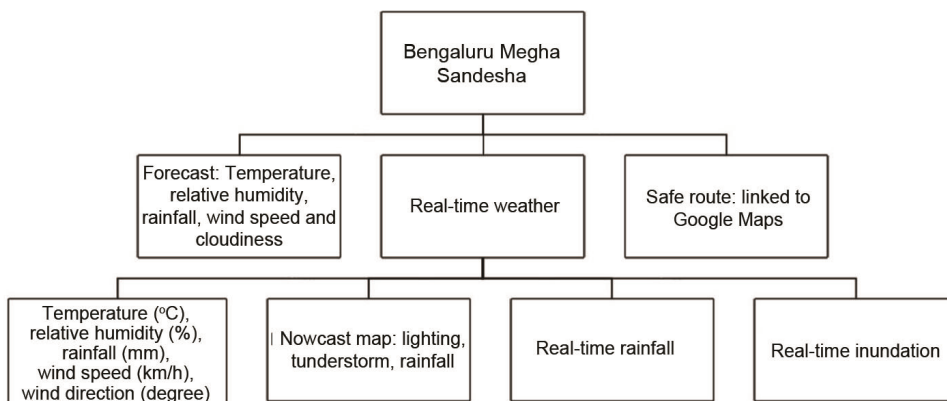 Bengaluru Megha
Sandesha
Forecast: Temperature,
relative humidity,
rainfall, wind speed and
cloudiness
Real-time weather
Safe route: linked to
Google Maps
Temperature (ºC),
relative humidity (%),
rainfall (mm),
wind speed (km/h),
wind direction (degree)
Nowcast map: lighting,
tunderstorm, rainfall
Real-time rainfall
Real-time inundation